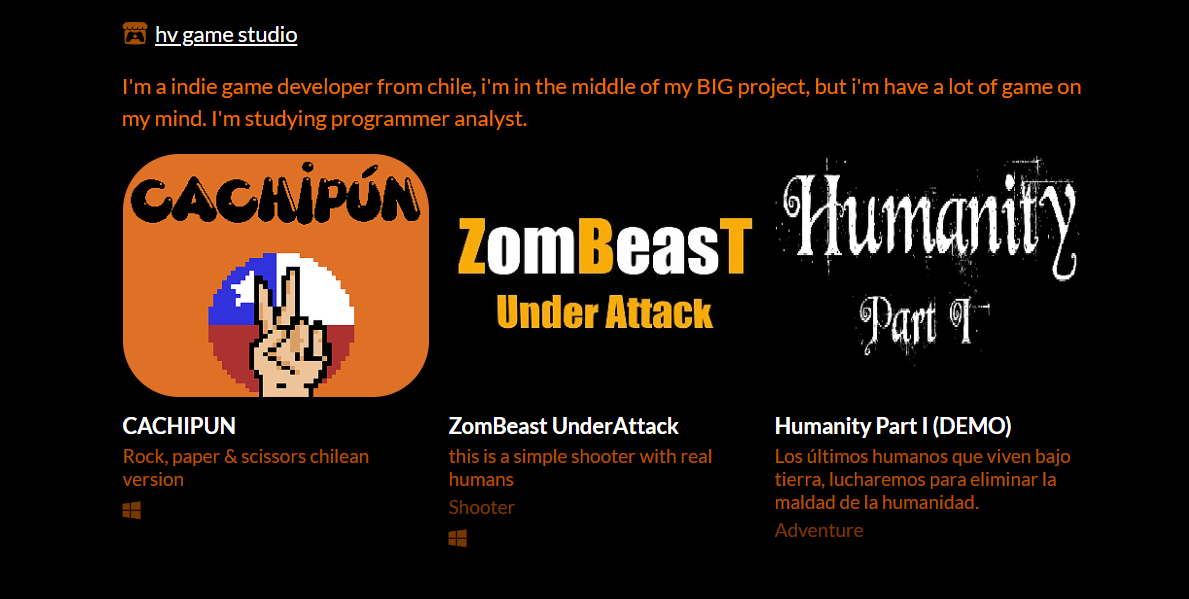 hv game studio
I'm a indie game developer from chile, i'm in the middle of my BIG project, but i'm have a lot of game on
my mind. I'm studying programmer analyst.
CACHiPÚN
ZomBeasT
Under Attack
Humanity
Part I
CACHIPUN
Rock, paper & scissors chilean
version
ZomBeast UnderAttack
this is a simple shooter with real
humans
Shooter
Humanity Part I (DEMO)
Los últimos humanos que viven bajo
tierra, lucharemos para eliminar la
maldad de la humanidad.
Adventure